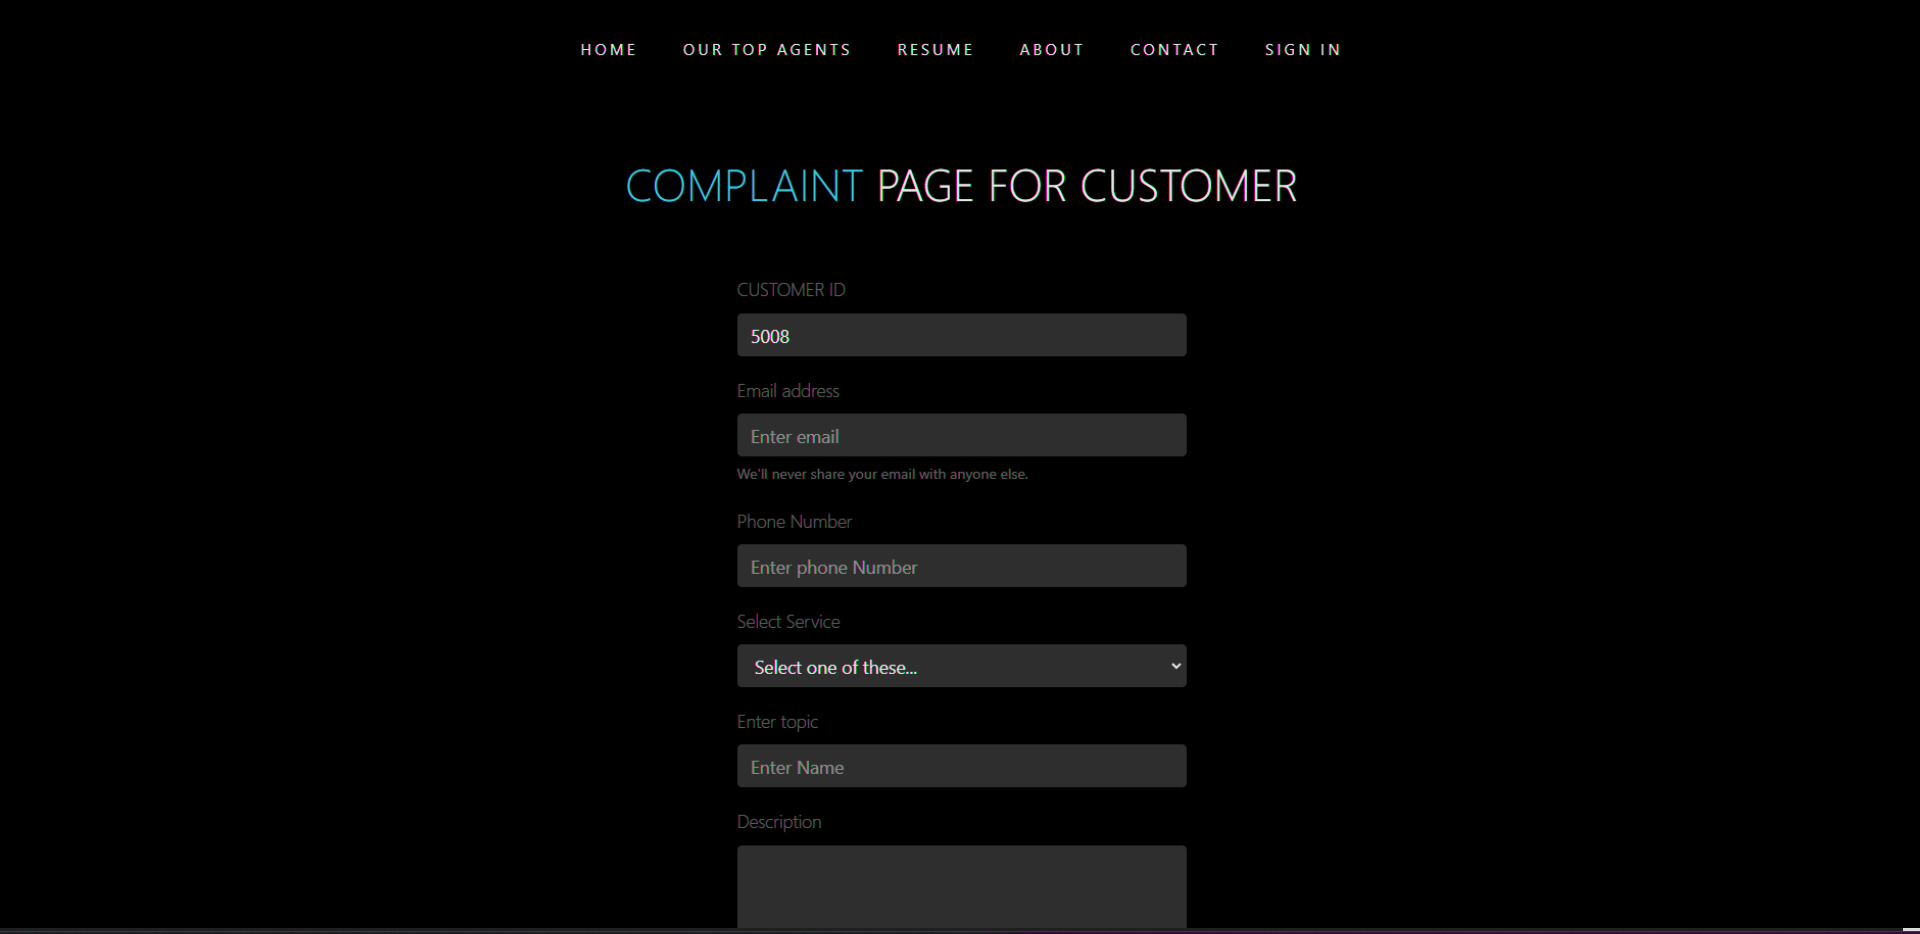 HOME OUR TOP AGENTS RESUME ABOUT CONTACT SIGN IN
COMPLAINT PAGE FOR CUSTOMER
CUSTOMER ID
5008
Email address
Enter email
We'll never share your email with anyone else.
Phone Number
Enter phone Number
Select Service
Select one of these...
Enter topic
Enter Name
Description